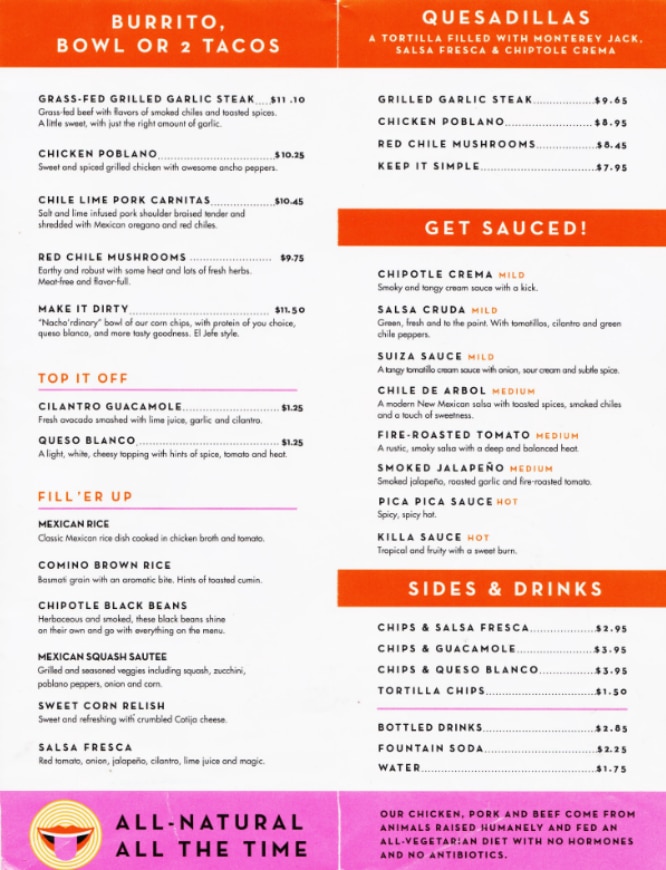 BURRITO,
BOWL OR 2 TACOS
GRASS-FED GRILLED GARLIC STEAK....$11 .10
Grass-fed beef with flavors of smoked chiles and toasted spices.
A little sweet, with just the right amount of garlic.
CHICKEN POBLANO....$10.25
Sweet and spiced grilled chicken with awesome ancho peppers.
CHILE LIME PORK CARNITAS....$10.45
Salt and lime infused pork shoulder braised tender and
shredded with Mexican oregano and red chiles.
RED CHILE MUSHROOMS.... $9.75
Earthy and robust with some heat and lots of fresh herbs.
Meat-free and flavor-full.
MAKE IT DIRTY.... $11.50
"Nacho'rdinary" bowl of our corn chips, with protein of you choice,
queso blanco, and more tasty goodness. El Jefe style.
TOP IT OFF
CILANTRO GUACAMOLE.... $1.25
Fresh avocado smashed with lime juice, garlic and cilantro.
QUESO BLANCO.... $1.25
A light, white, cheesy topping with hints of spice, tomato and heat.
FILL'ER UP
MEXICAN RICE
Classic Mexican rice dish cooked in chicken broth and tomato.
COMINO BROWN RICE
Basmati grain with an aromatic bite. Hints of toasted cumin.
CHIPOTLE BLACK BEANS
Herbaceous and smoked, these black beans shine
on their own and go with everything on the menu.
MEXICAN SQUASH SAUTEE
Grilled and seasoned veggies including squash, zucchini,
poblano peppers, onion and corn.
SWEET CORN RELISH
Sweet and refreshing with crumbled Cotija cheese.
SALSA FRESCA
Red tomato, onion, jalapeño, cilantro, lime juice and magic.
ALL-NATURAL
ALL THE TIME
QUESADILLAS
A TORTILLA FILLED WITH MONTEREY JACK,
SALSA FRESCA & CHIPTOLE CREMA
GRILLED GARLIC STEAK....$9.65
CHICKEN POBLANO....$8.95
RED CHILE MUSHROOMS....$8.45
KEEP IT SIMPLE....$7.95
GET SAUCED!
CHIPOTLE CREMA MILD
Smoky and tangy cream sauce with a kick.
SALSA CRUDA MILD
Green, fresh and to the point. With tomatillos, cilantro and green
chile peppers.
SUIZA SAUCE MILD
A tangy tomatillo cream sauce with onion, sour cream and subtle spice.
CHILE DE ARBOL MEDIUM
A modern New Mexican salsa with toasted spices, smoked chiles
and a touch of sweetness.
FIRE-ROASTED TOMATO MEDIUM
A rustic, smoky salsa with a deep and balanced heat.
SMOKED JALAPEÑO MEDIUM
Smoked jalapeño, roasted garlic and fire-roasted tomato.
PICA PICA SAUCE HOT
Spicy, spicy hot.
KILLA SAUCE HOT
Tropical and fruity with a sweet burn.
SIDES & DRINKS
CHIPS & SALSA FRESCA....$2.95
CHIPS & GUACAMOLE....$3.95
CHIPS & QUESO BLANCO....$3.95
TORTILLA CHIPS....$1.50
BOTTLED DRINKS....$2.85
FOUNTAIN SODA....$2.25
WATER....$1.75
OUR CHICKEN, PORK AND BEEF COME FROM
ANIMALS RAISED HUMANELY AND FED AN
ALL-VEGETARIAN DIET WITH NO HORMONES
AND NO ANTIBIOTICS.